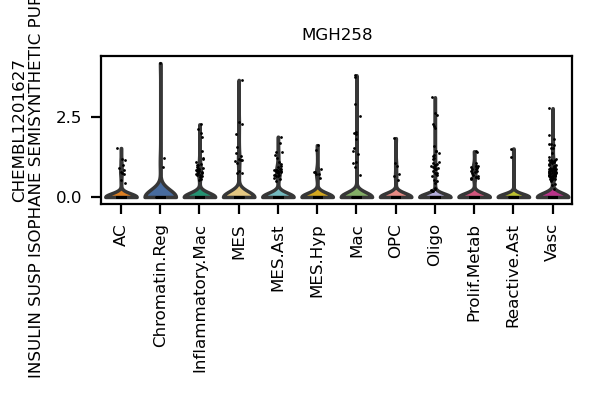 MGH258
CHEMBL1201627
INSULIN SUSP ISOPHANE SEMISYNTHETIC
2.5
0.0
AC
Chromatin.Reg
Inflammatory.Mac
MES
MES.Ast
MES.Hyp
Mac
OPC
Oligo
Prolif.Metab
Reactive.Ast
Vasc